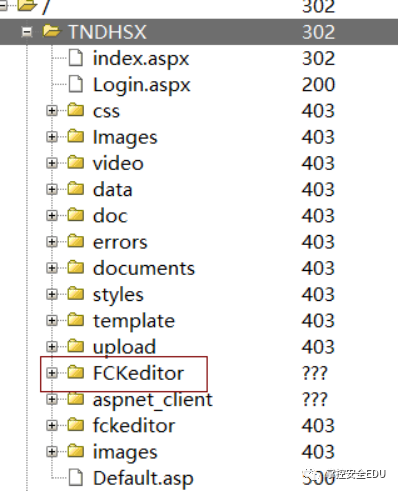 / 302
TNDHSX 302
index.aspx 302
Login.aspx 200
css 403
Images 403
video 403
data 403
doc 403
errors 403
documents 403
styles 403
template 403
upload 403
FCKeditor ???
aspnet_client ???
fckeditor 403
images 403
Default.asp 500
安全EDU